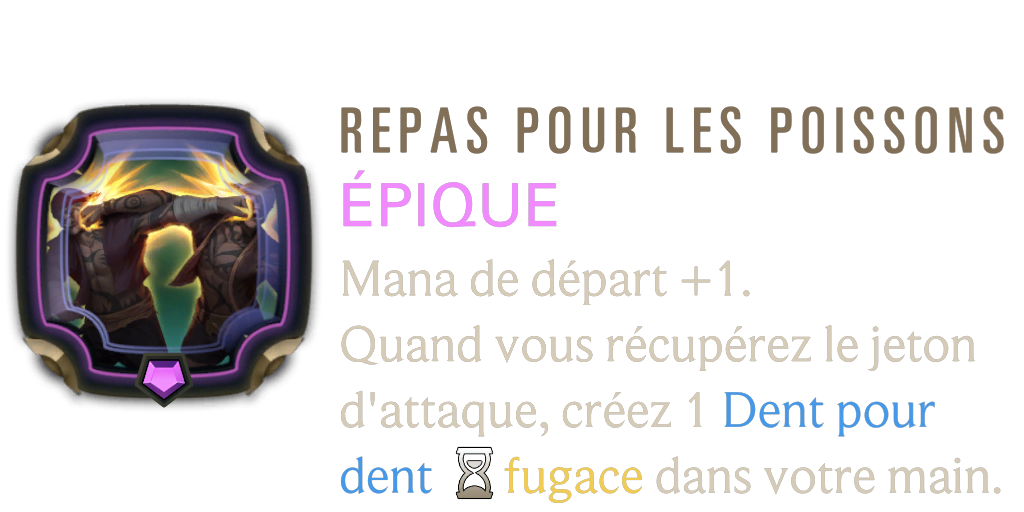 REPAS POUR LES POISSONS
ÉPIQUE
Mana de départ +1.
Quand vous récupérez le jeton
d'attaque, créez 1 Dent pour
dent fugace dans votre main.